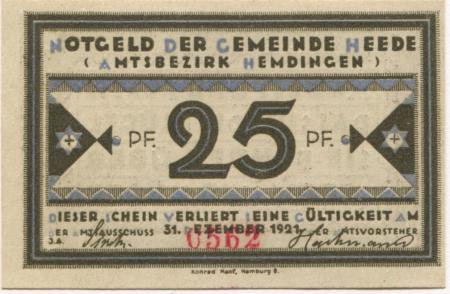 NOTGELD DER GEMEINDE HEEDE
(AMTSBEZIRK HEMDINGEN)
PF. 25 PF.
DIESER SCHEIN VERLIERT SEINE GÜLTIGKEIT AM
DER AMTSAUSSCHUSS 31. DEZEMBER 1921 DER AMTSVORSTEHER
J.A. 0562
Konrad Hanf, Hamburg 8.